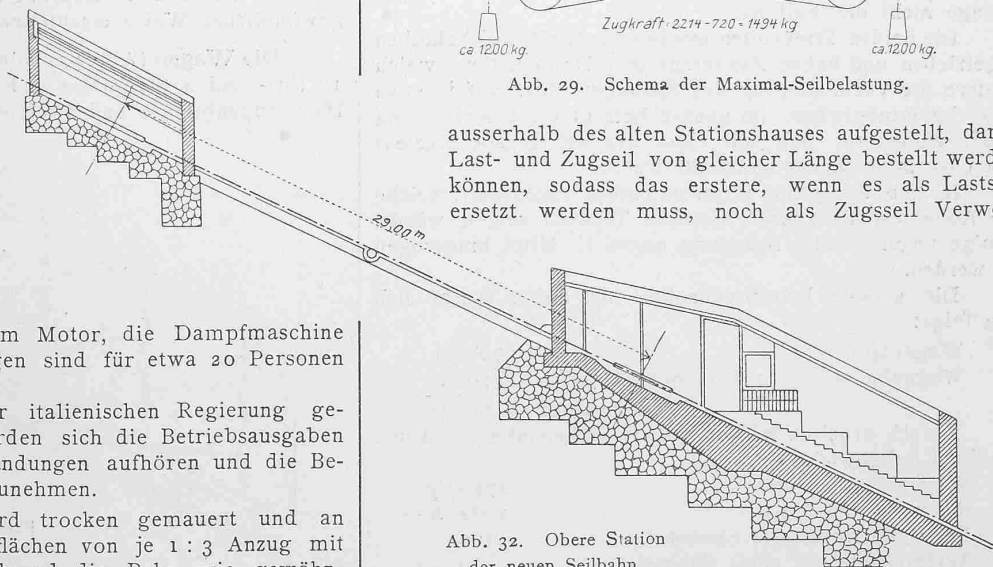 ca. 1200 kg.
Zugkraft: 2214 - 720 = 1494 kg
ca. 1200 kg.
Abb. 29. Schema der Maximal-Seilbelastung.
ausserhalb des alten Stationshauses aufgestellt, dar
Last- und Zugseil von gleicher Länge bestellt werd
können, sodass das erstere, wenn es als Lasts
ersetzt werden muss, noch als Zugsseil Verw
29,00 m
m Motor, die Dampfmaschine
gen sind für etwa 20 Personen
r italienischen Regierung ge-
rden sich die Betriebsausgaben
ndungen aufhören und die Be-
unehmen.
rd trocken gemauert und an
flächen von je 1 : 3 Anzug mit
Abb. 32. Obere Station
der neuen Seilbahn